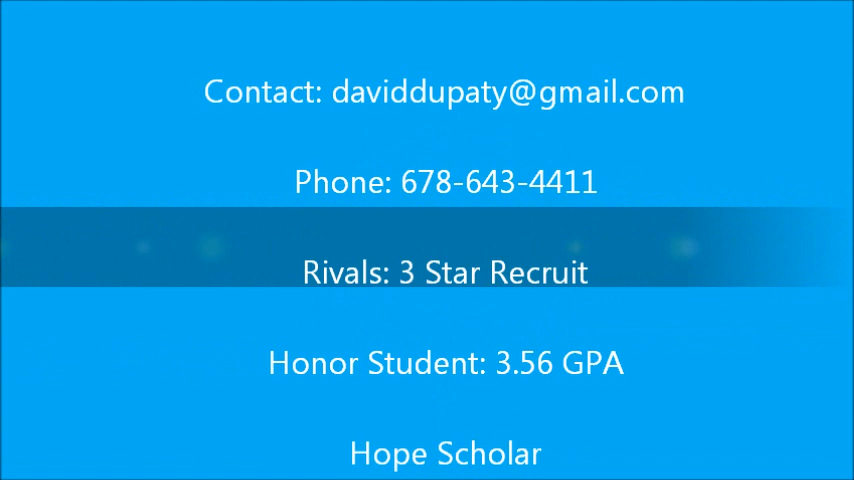 Contact: daviddupaty@gmail.com
Phone: 678-643-4411
Rivals: 3 Star Recruit
Honor Student: 3.56 GPA
Hope Scholar